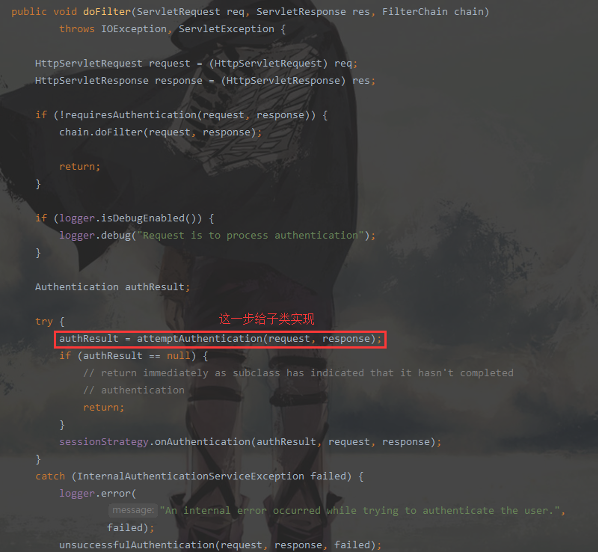 public void doFilter(ServletRequest req, ServletResponse res, FilterChain chain)
throws IOException, ServletException {
HttpServletRequest request = (HttpServletRequest) req;
HttpServletResponse response = (HttpServletResponse) res;
if (!requiresAuthentication(request, response)) {
chain.doFilter(request, response);
return;
}
if (logger.isDebugEnabled()) {
logger.debug("Request is to process authentication");
}
Authentication authResult;
这一步给子类实现
try {
authResult = attemptAuthentication(request, response);
if (authResult == null) {
// return immediately as subclass has indicated that it hasn't completed
// authentication
return;
}
sessionStrategy.onAuthentication(authResult, request, response);
}
catch (InternalAuthenticationServiceException failed) {
logger.error(
message: "An internal error occurred while trying to authenticate the user.",
failed);
unsuccessfulAuthentication(request, response, failed);